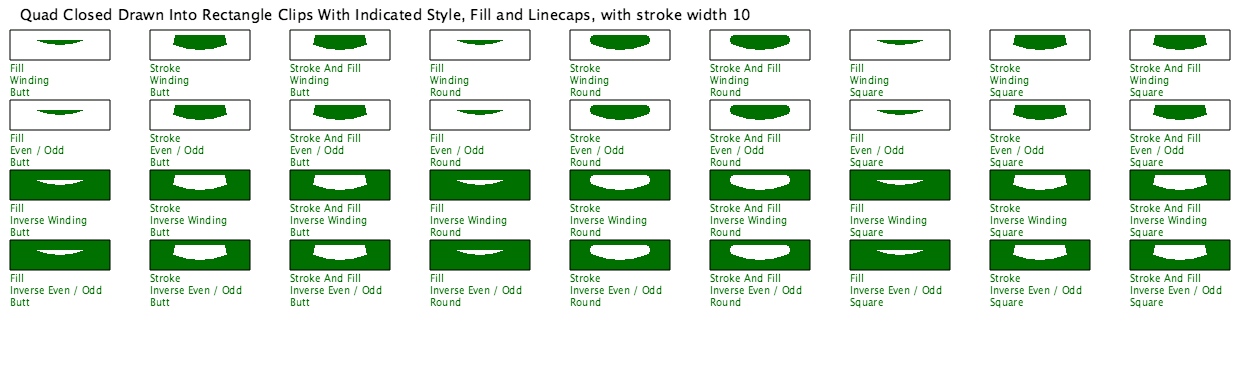 Quad Closed Drawn Into Rectangle Clips With Indicated Style, Fill and Linecaps, with stroke width 10
Fill
Winding
Butt
Stroke
Winding
Butt
Stroke And Fill
Winding
Butt
Fill
Winding
Round
Stroke
Winding
Round
Stroke And Fill
Winding
Round
Fill
Winding
Square
Stroke
Winding
Square
Stroke And Fill
Winding
Square
Fill
Even / Odd
Butt
Stroke
Even / Odd
Butt
Stroke And Fill
Even / Odd
Butt
Fill
Even / Odd
Round
Stroke
Even / Odd
Round
Stroke And Fill
Even / Odd
Round
Fill
Even / Odd
Square
Stroke
Even / Odd
Square
Stroke And Fill
Even / Odd
Square
Fill
Inverse Winding
Butt
Stroke
Inverse Winding
Butt
Stroke And Fill
Inverse Winding
Butt
Fill
Inverse Winding
Round
Stroke
Inverse Winding
Round
Stroke And Fill
Inverse Winding
Round
Fill
Inverse Winding
Square
Stroke
Inverse Winding
Square
Stroke And Fill
Inverse Winding
Square
Fill
Inverse Even / Odd
Butt
Stroke
Inverse Even / Odd
Butt
Stroke And Fill
Inverse Even / Odd
Butt
Fill
Inverse Even / Odd
Round
Stroke
Inverse Even / Odd
Round
Stroke And Fill
Inverse Even / Odd
Round
Fill
Inverse Even / Odd
Square
Stroke
Inverse Even / Odd
Square
Stroke And Fill
Inverse Even / Odd
Square